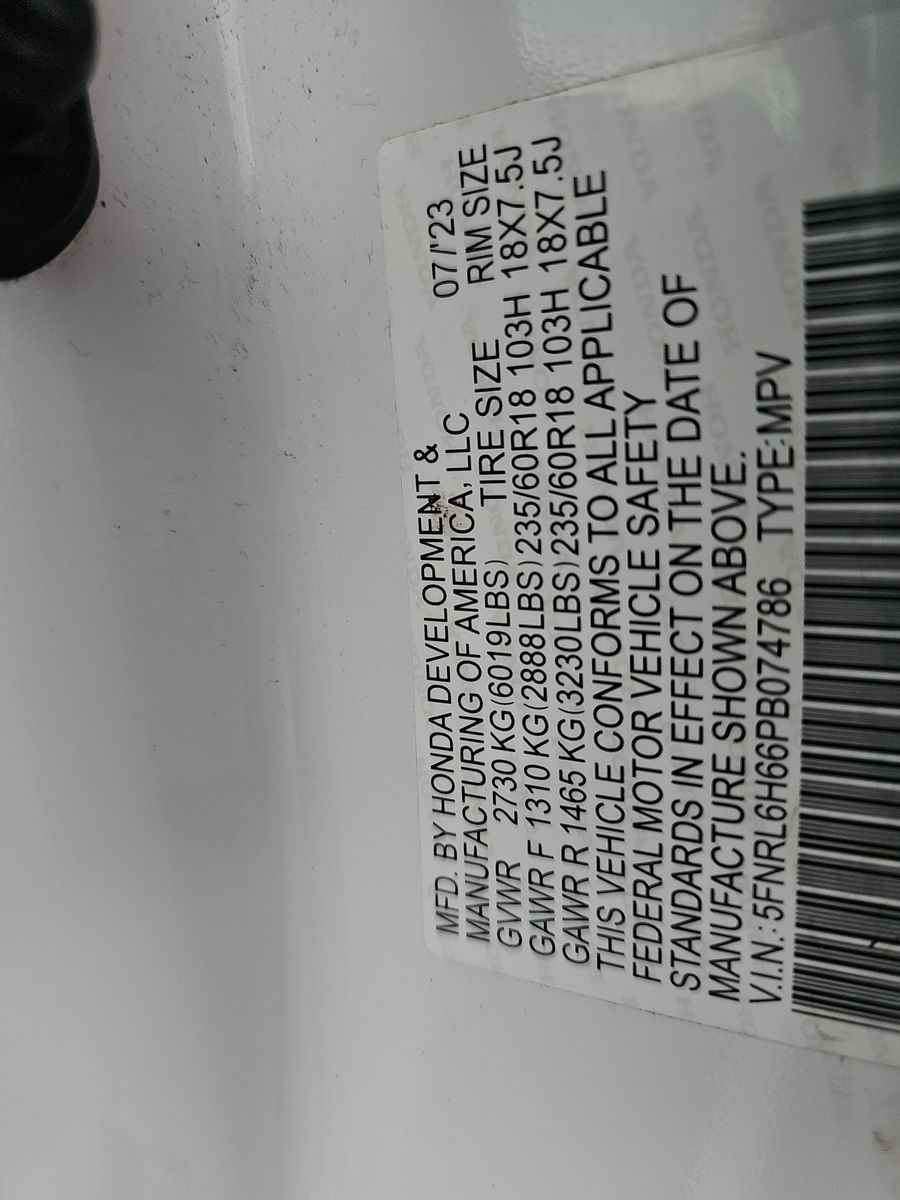 MFD. BY HONDA DEVELOPMENT &
MANUFACTURING OF AMERICA, LLC 07/'23
GVWR 2730 KG(6019LBS) TIRE SIZE RIM SIZE
GAWR F 1310 KG(2888LBS) 235/60R18 103H 18X7.5J
GAWR R 1465 KG(3230LBS) 235/60R18 103H 18X7.5J
THIS VEHICLE CONFORMS TO ALL APPLICABLE
FEDERAL MOTOR VEHICLE SAFETY
STANDARDS IN EFFECT ON THE DATE OF
MANUFACTURE SHOWN ABOVE.
V.I.N.: 5FNRL6H66PB074786 TYPE:MPV